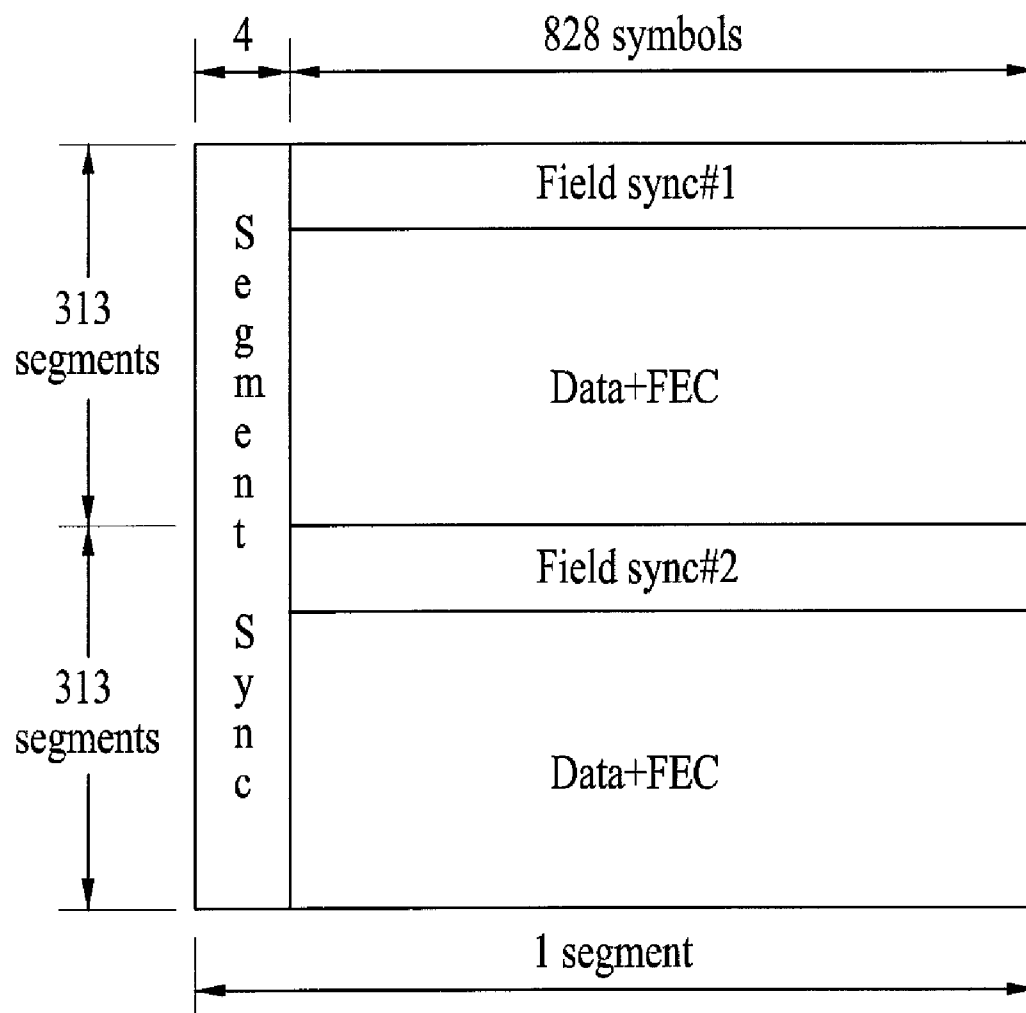 4
828 symbols
Field sync#1
Segment Sync
313
segments
Data+FEC
Field sync#2
313
segments
Data+FEC
1 segment